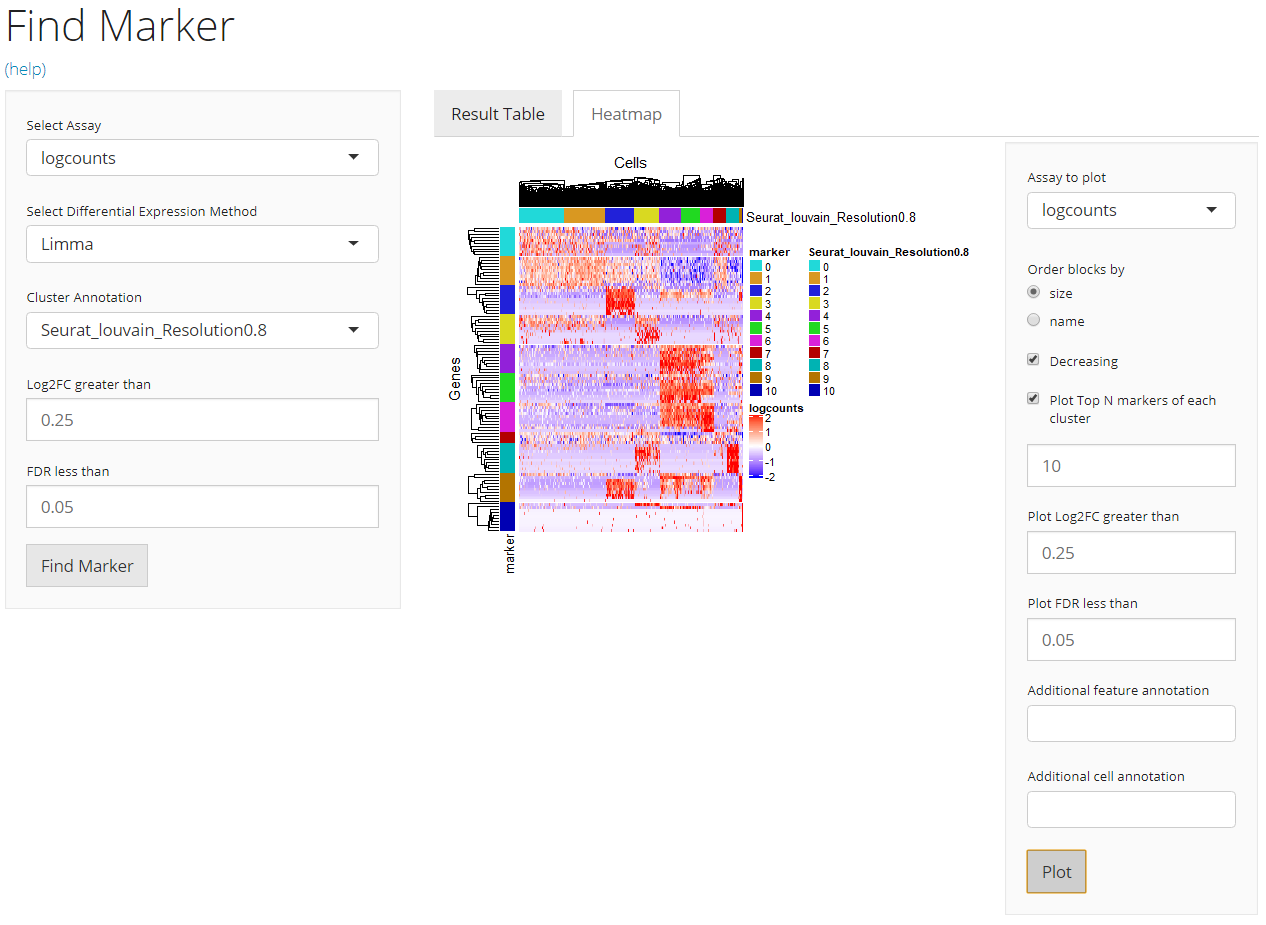 Find Marker
(help)
Select Assay
logcounts
Select Differential Expression Method
Limma
Cluster Annotation
Seurat_louvain_Resolution0.8
Log2FC greater than
0.25
FDR less than
0.05
Find Marker
Result Table
Heatmap
Cells
Seurat_louvain_Resolution0.8
Genes
marker
marker
0
1
2
3
4
5
6
7
8
9
10
Seurat_louvain_Resolution0.8
0
1
2
3
4
5
6
7
8
9
10
logcounts
2
1
0
-1
-2
Assay to plot
logcounts
Order blocks by
size
name
Decreasing
Plot Top N markers of each
cluster
10
Plot Log2FC greater than
0.25
Plot FDR less than
0.05
Additional feature annotation
Additional cell annotation
Plot